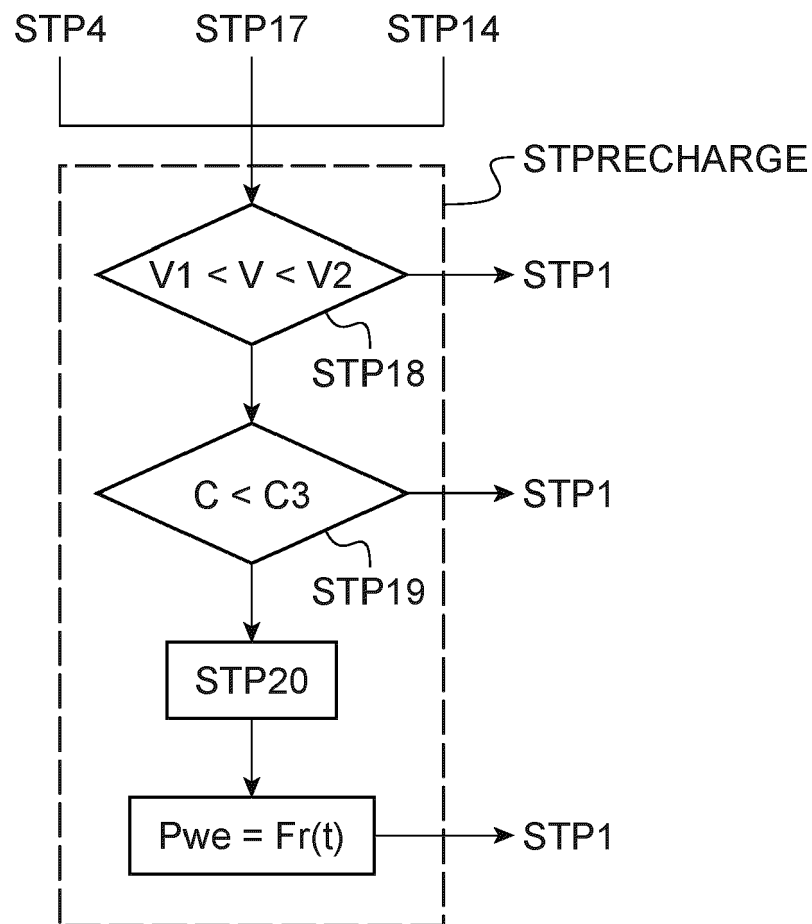 STP4 STP17 STP14
STPRECHARGE
V1 < V < V2
STP1
STP18
C < C3
STP1
STP19
STP20
Pwe = Fr(t)
STP1